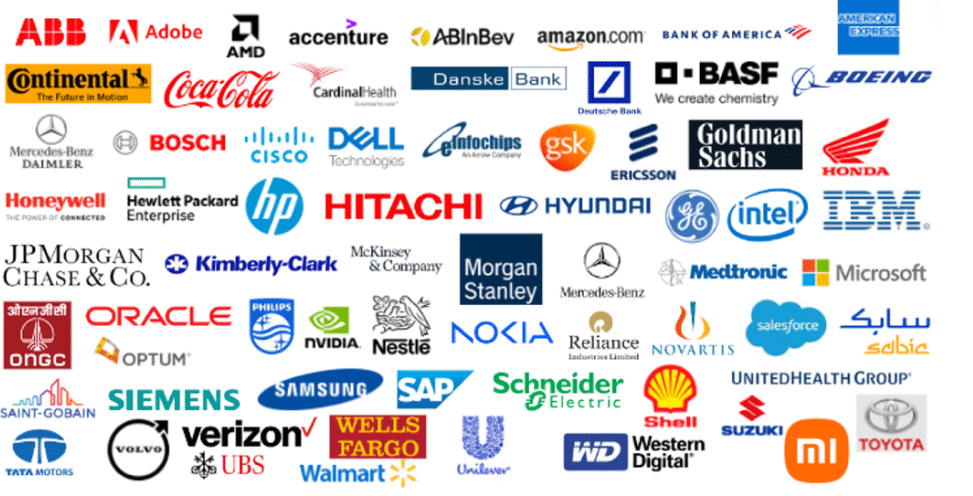 ABB
Adobe
AMD
accenture
ABInBev
amazon.com
BANK OF AMERICA
AMERICAN
EXPRESS
Continental
The Future in Motion
Coca-Cola
CardinalHealth
Danske Bank
Deutsche Bank
BASF
We create chemistry
BOEING
Mercedes-Benz
DAIMLER
BOSCH
CISCO
DELL
Technologies
eInfochips
An Arrow Company
gsk
ERICSSON
Goldman
Sachs
HONDA
Honeywell
THE POWER OF CONNECTED
Hewlett Packard
Enterprise
hp
HITACHI
HYUNDAI
GE
intel
IBM
JPMORGAN
CHASE & CO.
Kimberly-Clark
McKinsey
& Company
Morgan
Stanley
Mercedes-Benz
Medtronic
Microsoft
ओएनजीसी
ONGC
ORACLE
OPTUM®
PHILIPS
NVIDIA.
Nestlé
NOKIA
Reliance
Industries Limited
NOVARTIS
salesforce
سابك
sabic
SAINT-GOBAIN
SIEMENS
SAMSUNG
SAP
Schneider
Electric
Shell
UNITEDHEALTH GROUP®
SUZUKI
TATA MOTORS
VOLVO
verizon
UBS
WELLS
FARGO
Walmart
Unilever
WD
Western
Digital®
mi
TOYOTA